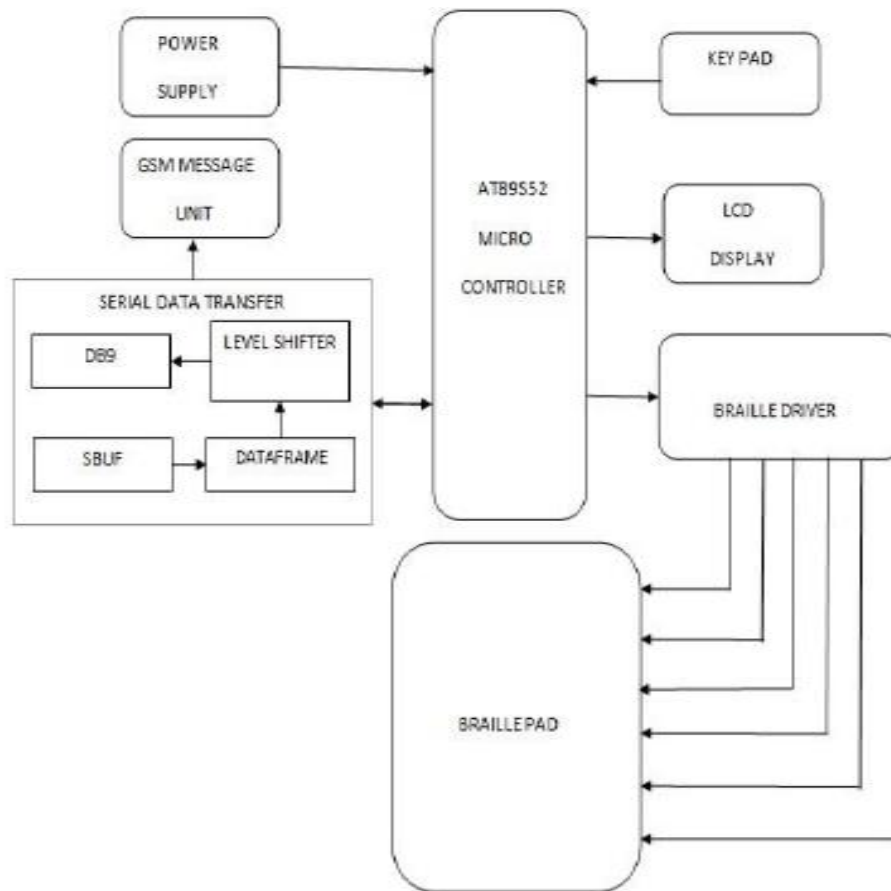 POWER
SUPPLY
GSM MESSAGE
UNIT
SERIAL DATA TRANSFER
LEVEL SHIFTER
DB9
SBUF
DATAFRAME
AT89S52
MICRO
CONTROLLER
KEY PAD
LCD
DISPLAY
BRAILLE DRIVER
BRAILLE PAD